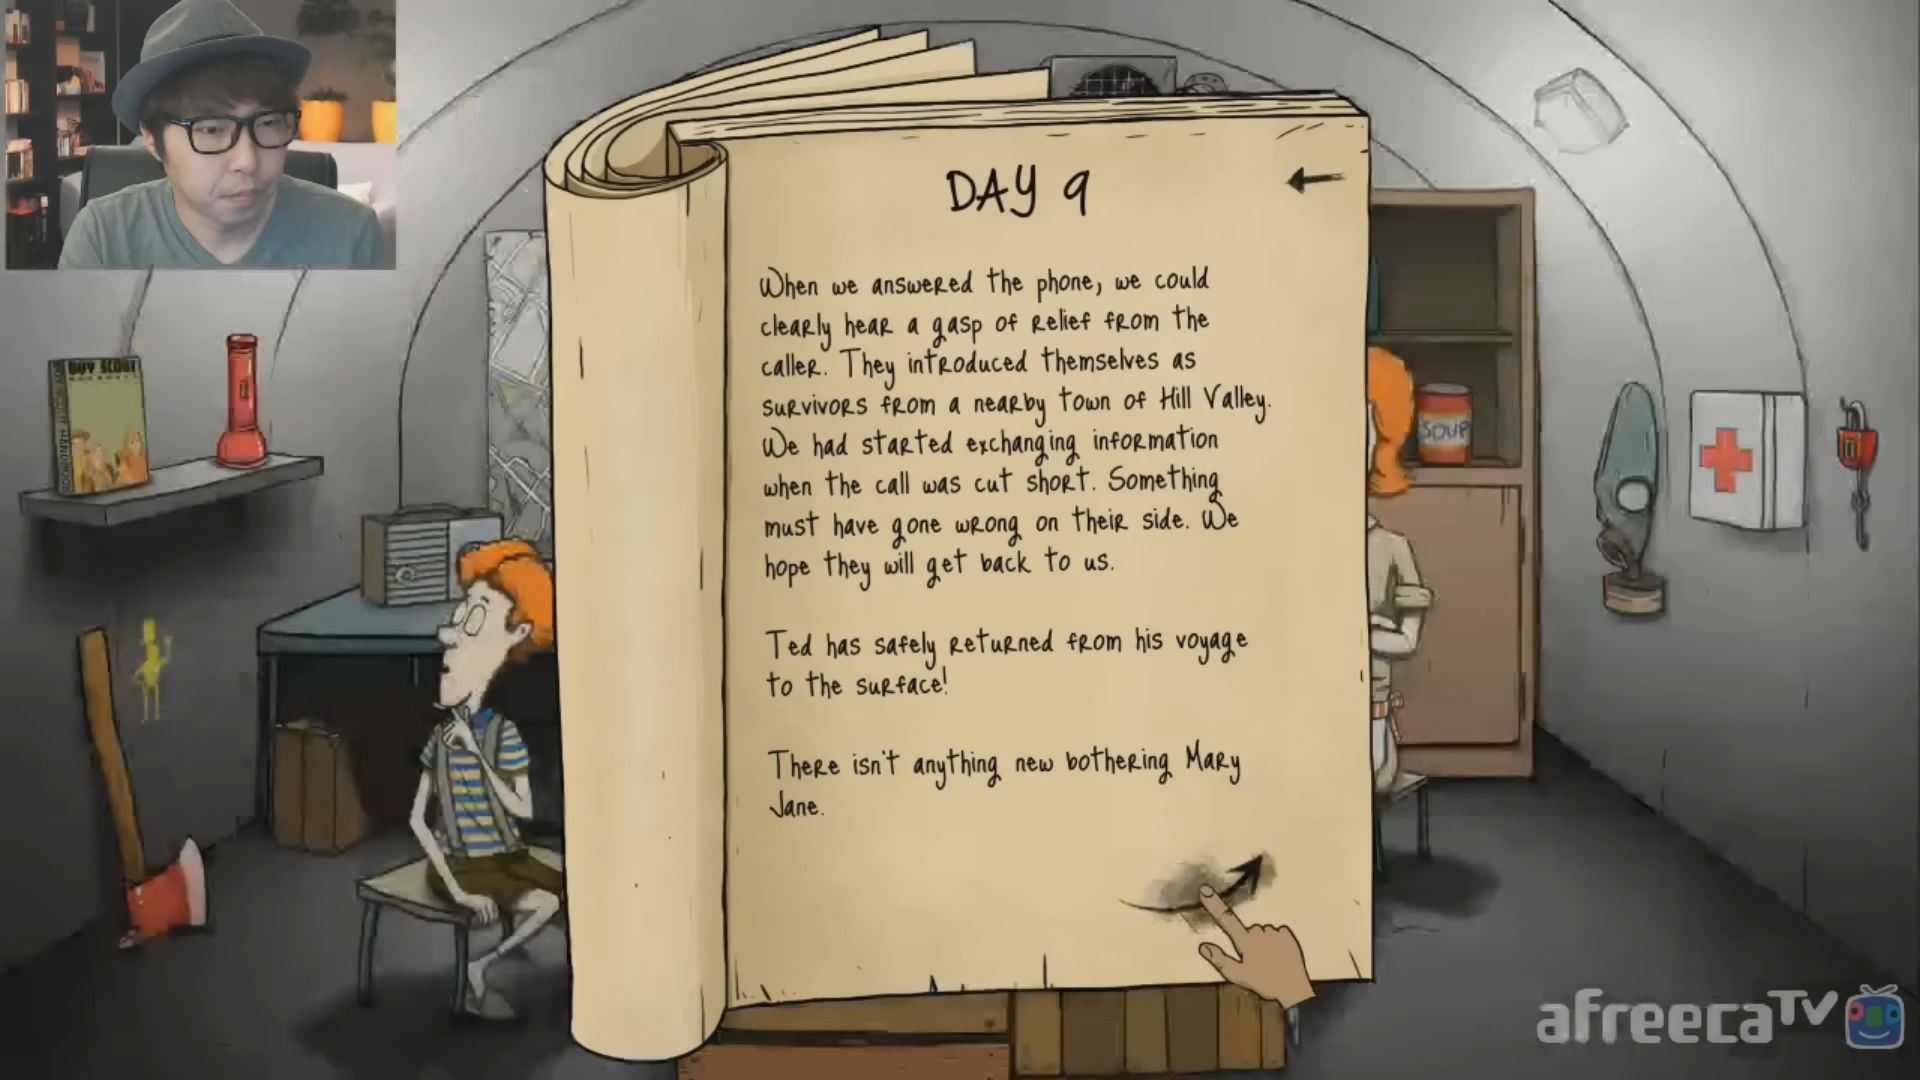 DAY 9
When we answered the phone, we could
clearly hear a gasp of relief from the
caller. They introduced themselves as
survivors from a nearby town of Hill Valley.
We had started exchanging information
when the call was cut short. Something
must have gone wrong on their side. We
hope they will get back to us.
Ted has safely returned from his voyage
to the surface!
There isn't anything new bothering Mary
Jane.
SOUP
afreecaTV